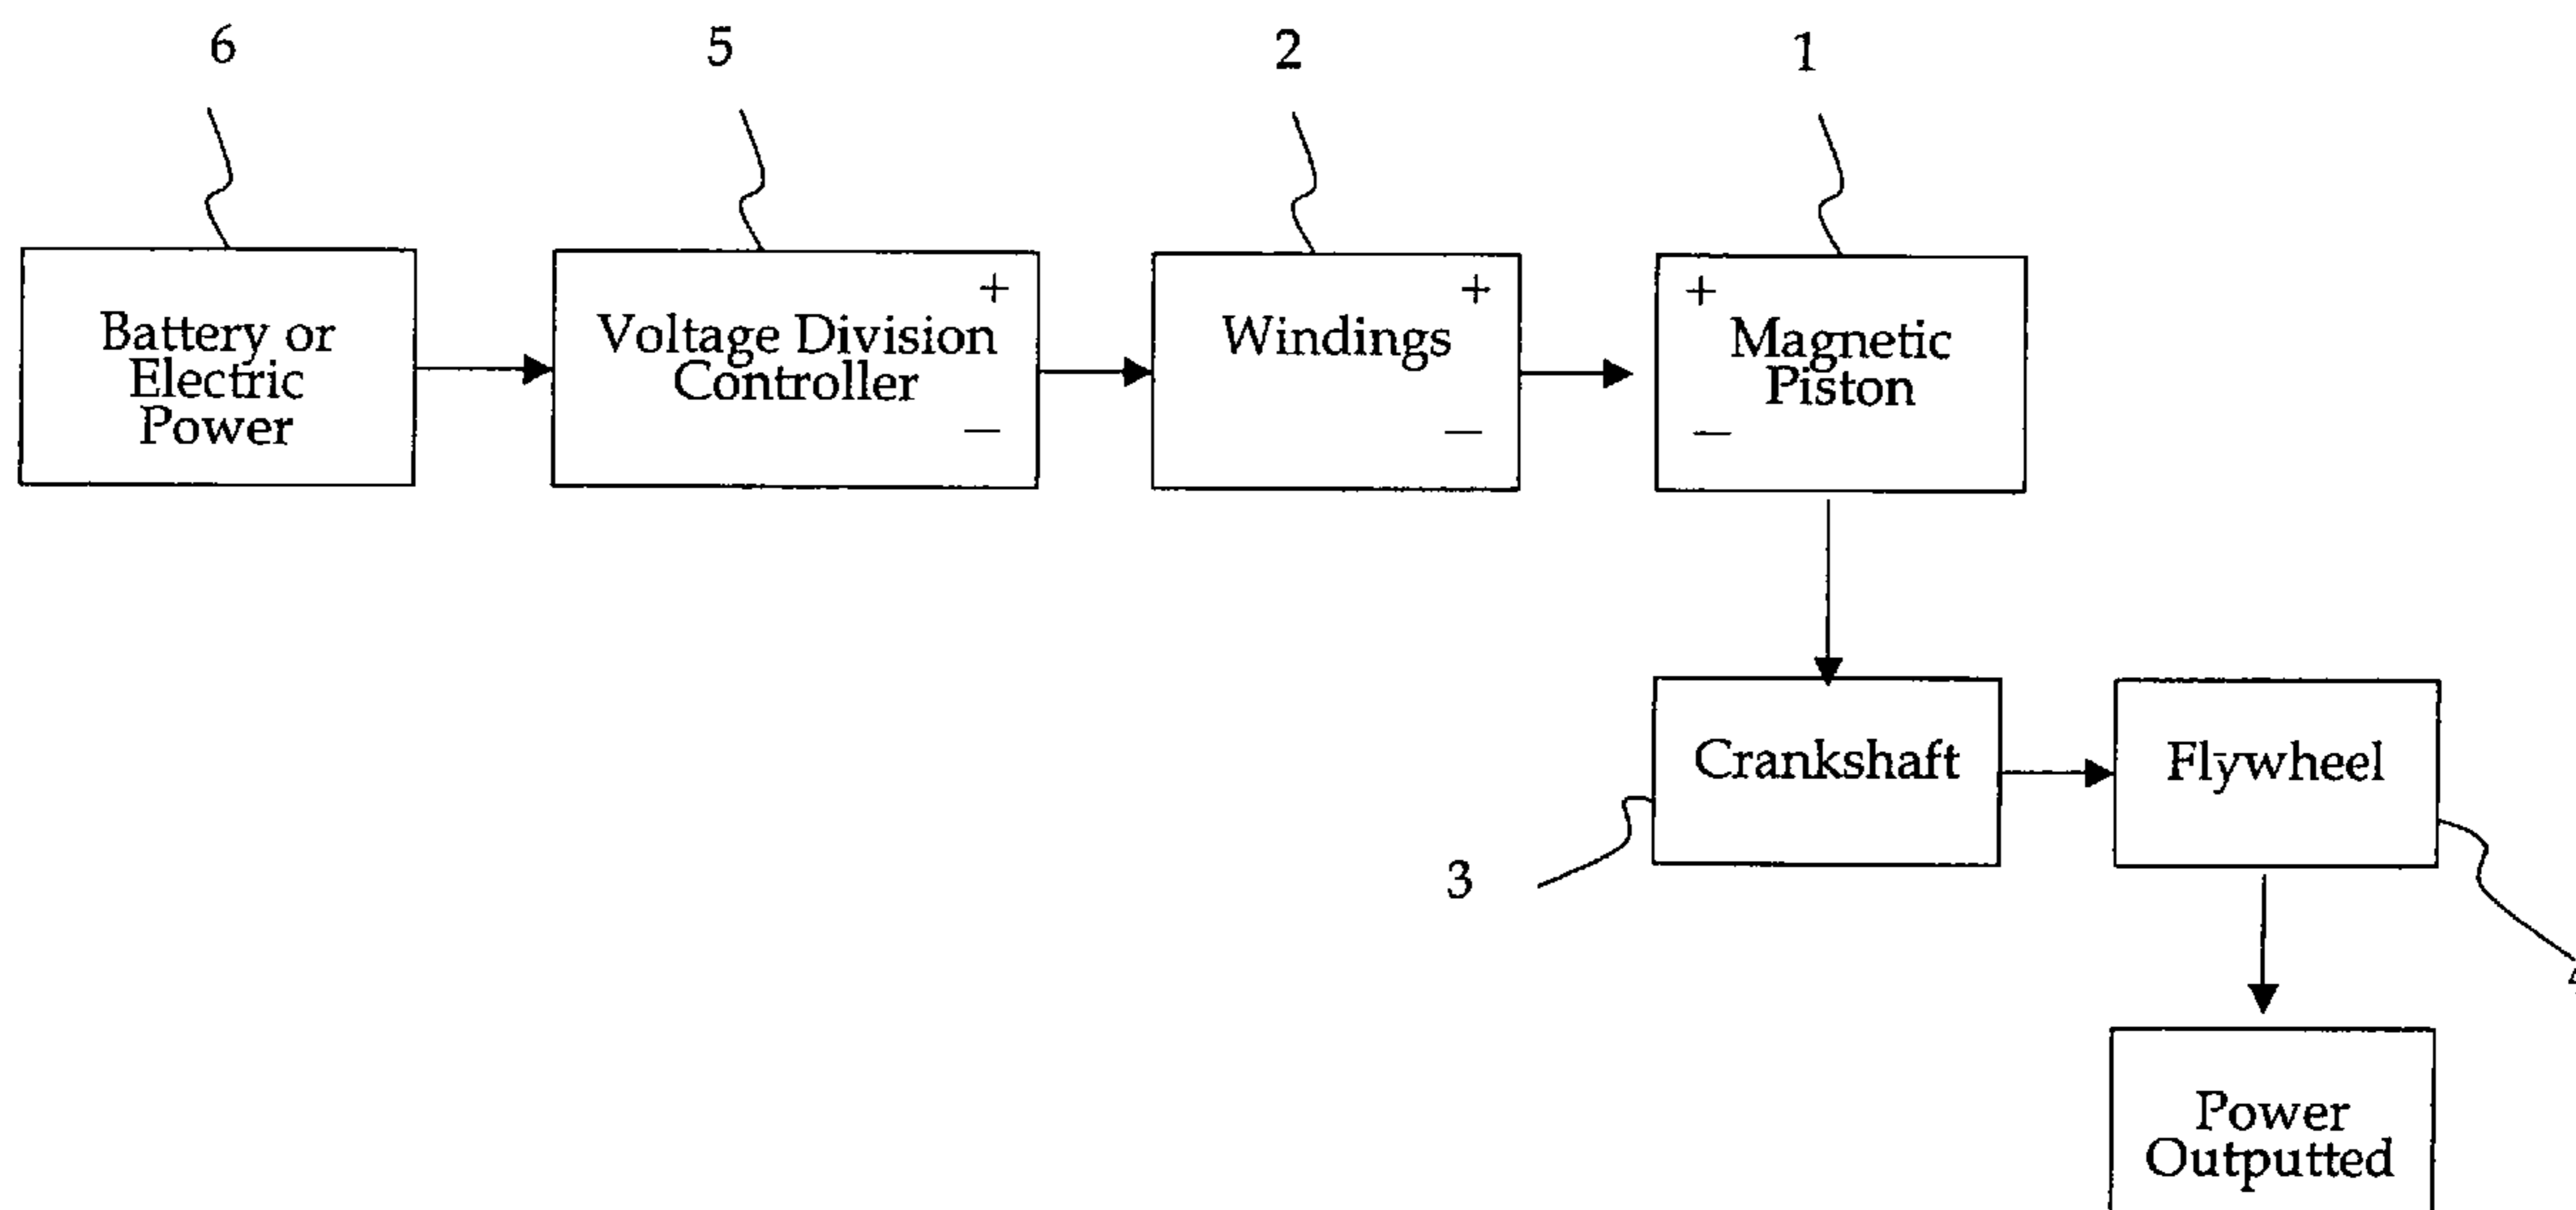 6
5
2
1
Battery or
Electric
Power
+
Voltage Division
Controller
—
+
Windings
—
+
Magnetic
Piston
—
Crankshaft
Flywheel
3
Power
Outputted